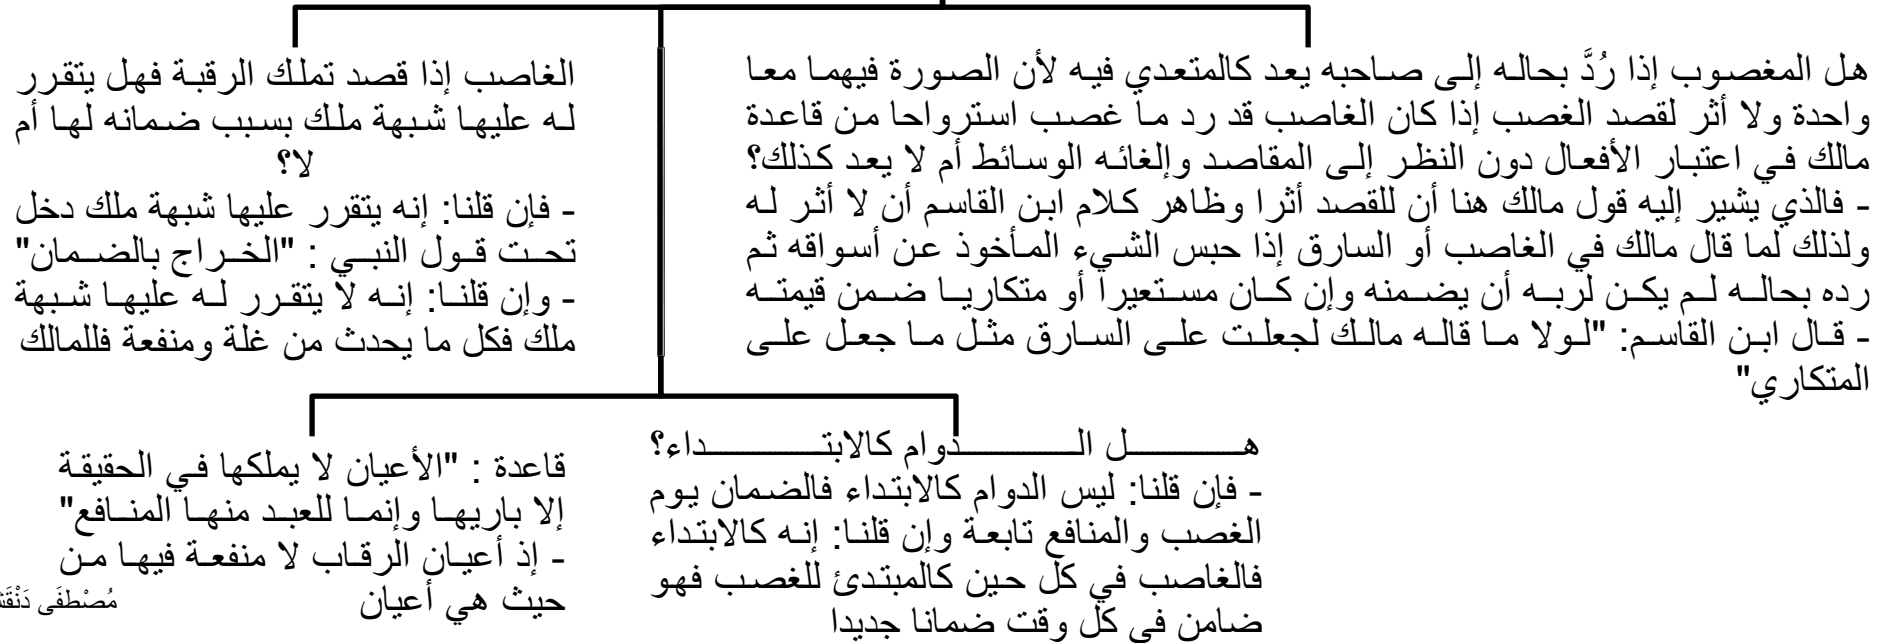 هل المغصوب إذا رُدَّ بحاله إلى صاحبه يعد كالمتعدي فيه لأن الصورة فيهما معا
واحدة ولا أثر لقصد الغصب إذا كان الغاصب قد رد ما غصب استرواحا من قاعدة
مالك في اعتبار الأفعال دون النظر إلى المقاصد وإلغائه الوسائط أم لا يعد كذلك؟
- فالذي يشير إليه قول مالك هنا أن للقصد أثرا وظاهر كلام ابن القاسم أن لا أثر له
ولذلك لما قال مالك في الغاصب أو السارق إذا حبس الشيء المأخوذ عن أسواقه ثم
رده بحاله لم يكن لربه أن يضمنه وإن كان مستعيرا أو متكاريا ضمن قيمته
- قال ابن القاسم: "لولا ما قاله مالك لجعلت على السارق مثل ما جعل على
المتكاري"
الغاصب إذا قصد تملك الرقبة فهل يتقرر
له عليها شبهة ملك بسبب ضمانه لها أم
لا؟
- فإن قلنا: إنه يتقرر عليها شبهة ملك دخل
تحت قول النبي : "الخراج بالضمان"
- وإن قلنا: إنه لا يتقرر له عليها شبهة
ملك فكل ما يحدث من غلة ومنفعة فللمالك
هل الدوام كالابتداء؟
- فإن قلنا: ليس الدوام كالابتداء فالضمان يوم
الغصب والمنافع تابعة وإن قلنا: إنه كالابتداء
فالغاصب في كل حين كالمبتدئ للغصب فهو
ضامن في كل وقت ضمانا جديدا
قاعدة : "الأعيان لا يملكها في الحقيقة
إلا باريها وإنما للعبد منها المنافع"
- إذ أعيان الرقاب لا منفعة فيها من
حيث هي أعيان
مُصْطفَى